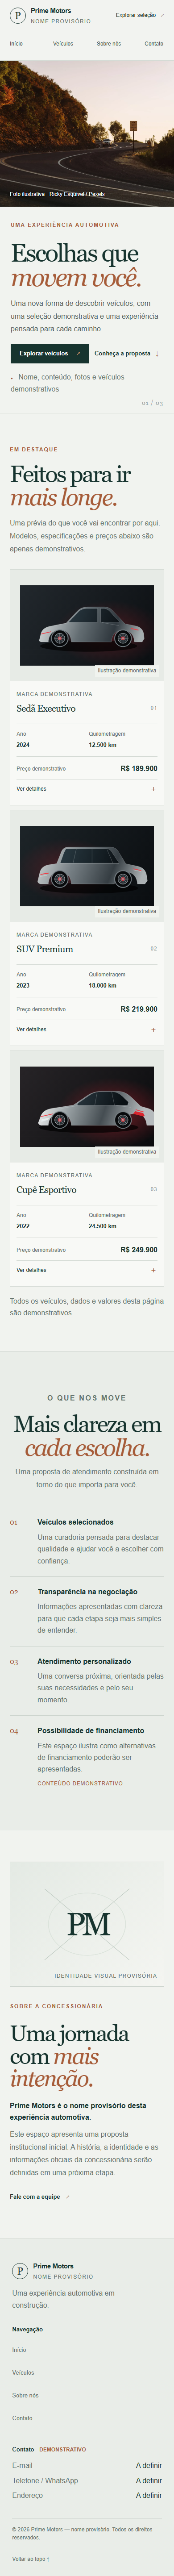 P
Prime Motors
NOME PROVISÓRIO
Explorar seleção ↗
Início
Veículos
Sobre nós
Contato
Foto ilustrativa · Ricky Esquivel / Pexels
UMA EXPERIÊNCIA AUTOMOTIVA
Escolhas que
movem você.
Uma nova forma de descobrir veículos, com
uma seleção demonstrativa e uma experiência
pensada para cada caminho.
Explorar veículos ↗
Conheça a proposta ↓
Nome, conteúdo, fotos e veículos
demonstrativos
01 / 03
EM DESTAQUE
Feitos para ir
mais longe.
Uma prévia do que você vai encontrar por aqui.
Modelos, especificações e preços abaixo são
apenas demonstrativos.
Ilustração demonstrativa
MARCA DEMONSTRATIVA
Sedã Executivo
01
Ano
Quilometragem
2024
12.500 km
Preço demonstrativo
R$ 189.900
Ver detalhes +
Ilustração demonstrativa
MARCA DEMONSTRATIVA
SUV Premium
02
Ano
Quilometragem
2023
18.000 km
Preço demonstrativo
R$ 219.900
Ver detalhes +
Ilustração demonstrativa
MARCA DEMONSTRATIVA
Cupê Esportivo
03
Ano
Quilometragem
2022
24.500 km
Preço demonstrativo
R$ 249.900
Ver detalhes +
Todos os veículos, dados e valores desta página
são demonstrativos.
O QUE NOS MOVE
Mais clareza em
cada escolha.
Uma proposta de atendimento construída em
torno do que importa para você.
01
Veículos selecionados
Uma curadoria pensada para destacar
qualidade e ajudar você a escolher com
confiança.
02
Transparência na negociação
Informações apresentadas com clareza
para que cada etapa seja mais simples
de entender.
03
Atendimento personalizado
Uma conversa próxima, orientada pelas
suas necessidades e pelo seu
momento.
04
Possibilidade de financiamento
Este espaço ilustra como alternativas
de financiamento poderão ser
apresentadas.
CONTEÚDO DEMONSTRATIVO
PM
IDENTIDADE VISUAL PROVISÓRIA
SOBRE A CONCESSIONÁRIA
Uma jornada
com mais
intenção.
Prime Motors é o nome provisório desta
experiência automotiva.
Este espaço apresenta uma proposta
institucional inicial. A história, a identidade e as
informações oficiais da concessionária serão
definidas em uma próxima etapa.
Fale com a equipe ↗
P
Prime Motors
NOME PROVISÓRIO
Uma experiência automotiva em
construção.
Navegação
Início
Veículos
Sobre nós
Contato
Contato DEMONSTRATIVO
E-mail
A definir
Telefone / WhatsApp
A definir
Endereço
A definir
© 2026 Prime Motors — nome provisório. Todos os direitos
reservados.
Voltar ao topo ↑